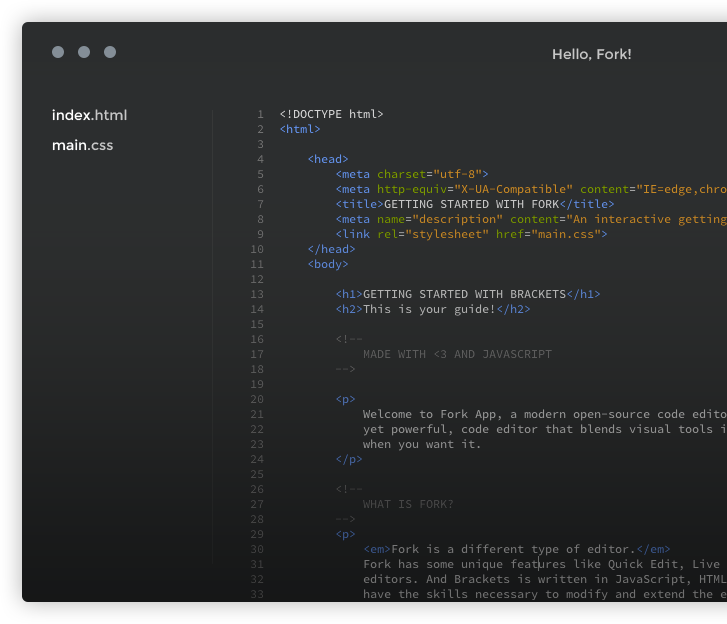 Hello, Fork!
index.html
main.css
1 <!DOCTYPE html>
2 <html>
3
4 <head>
5 <meta charset="utf-8">
6 <meta http-equiv="X-UA-Compatible" content="IE=edge,chro
7 <title>GETTING STARTED WITH FORK</title>
8 <meta name="description" content="An interactive getting
9 <link rel="stylesheet" href="main.css">
10 </head>
11 <body>
12
13 <h1>GETTING STARTED WITH BRACKETS</h1>
14 <h2>This is your guide!</h2>
15
16 <!--
17 MADE WITH <3 AND JAVASCRIPT
18 -->
19
20 <p>
21 Welcome to Fork App, a modern open-source code edito
22 yet powerful, code editor that blends visual tools i
23 when you want it.
24 </p>
25
26 <!--
27 WHAT IS FORK?
28 -->
29 <p>
30 <em>Fork is a different type of editor.</em>
31 Fork has some unique features like Quick Edit, Live
32 editors. And Brackets is written in JavaScript, HTML
33 have the skills necessary to modify and extend the e